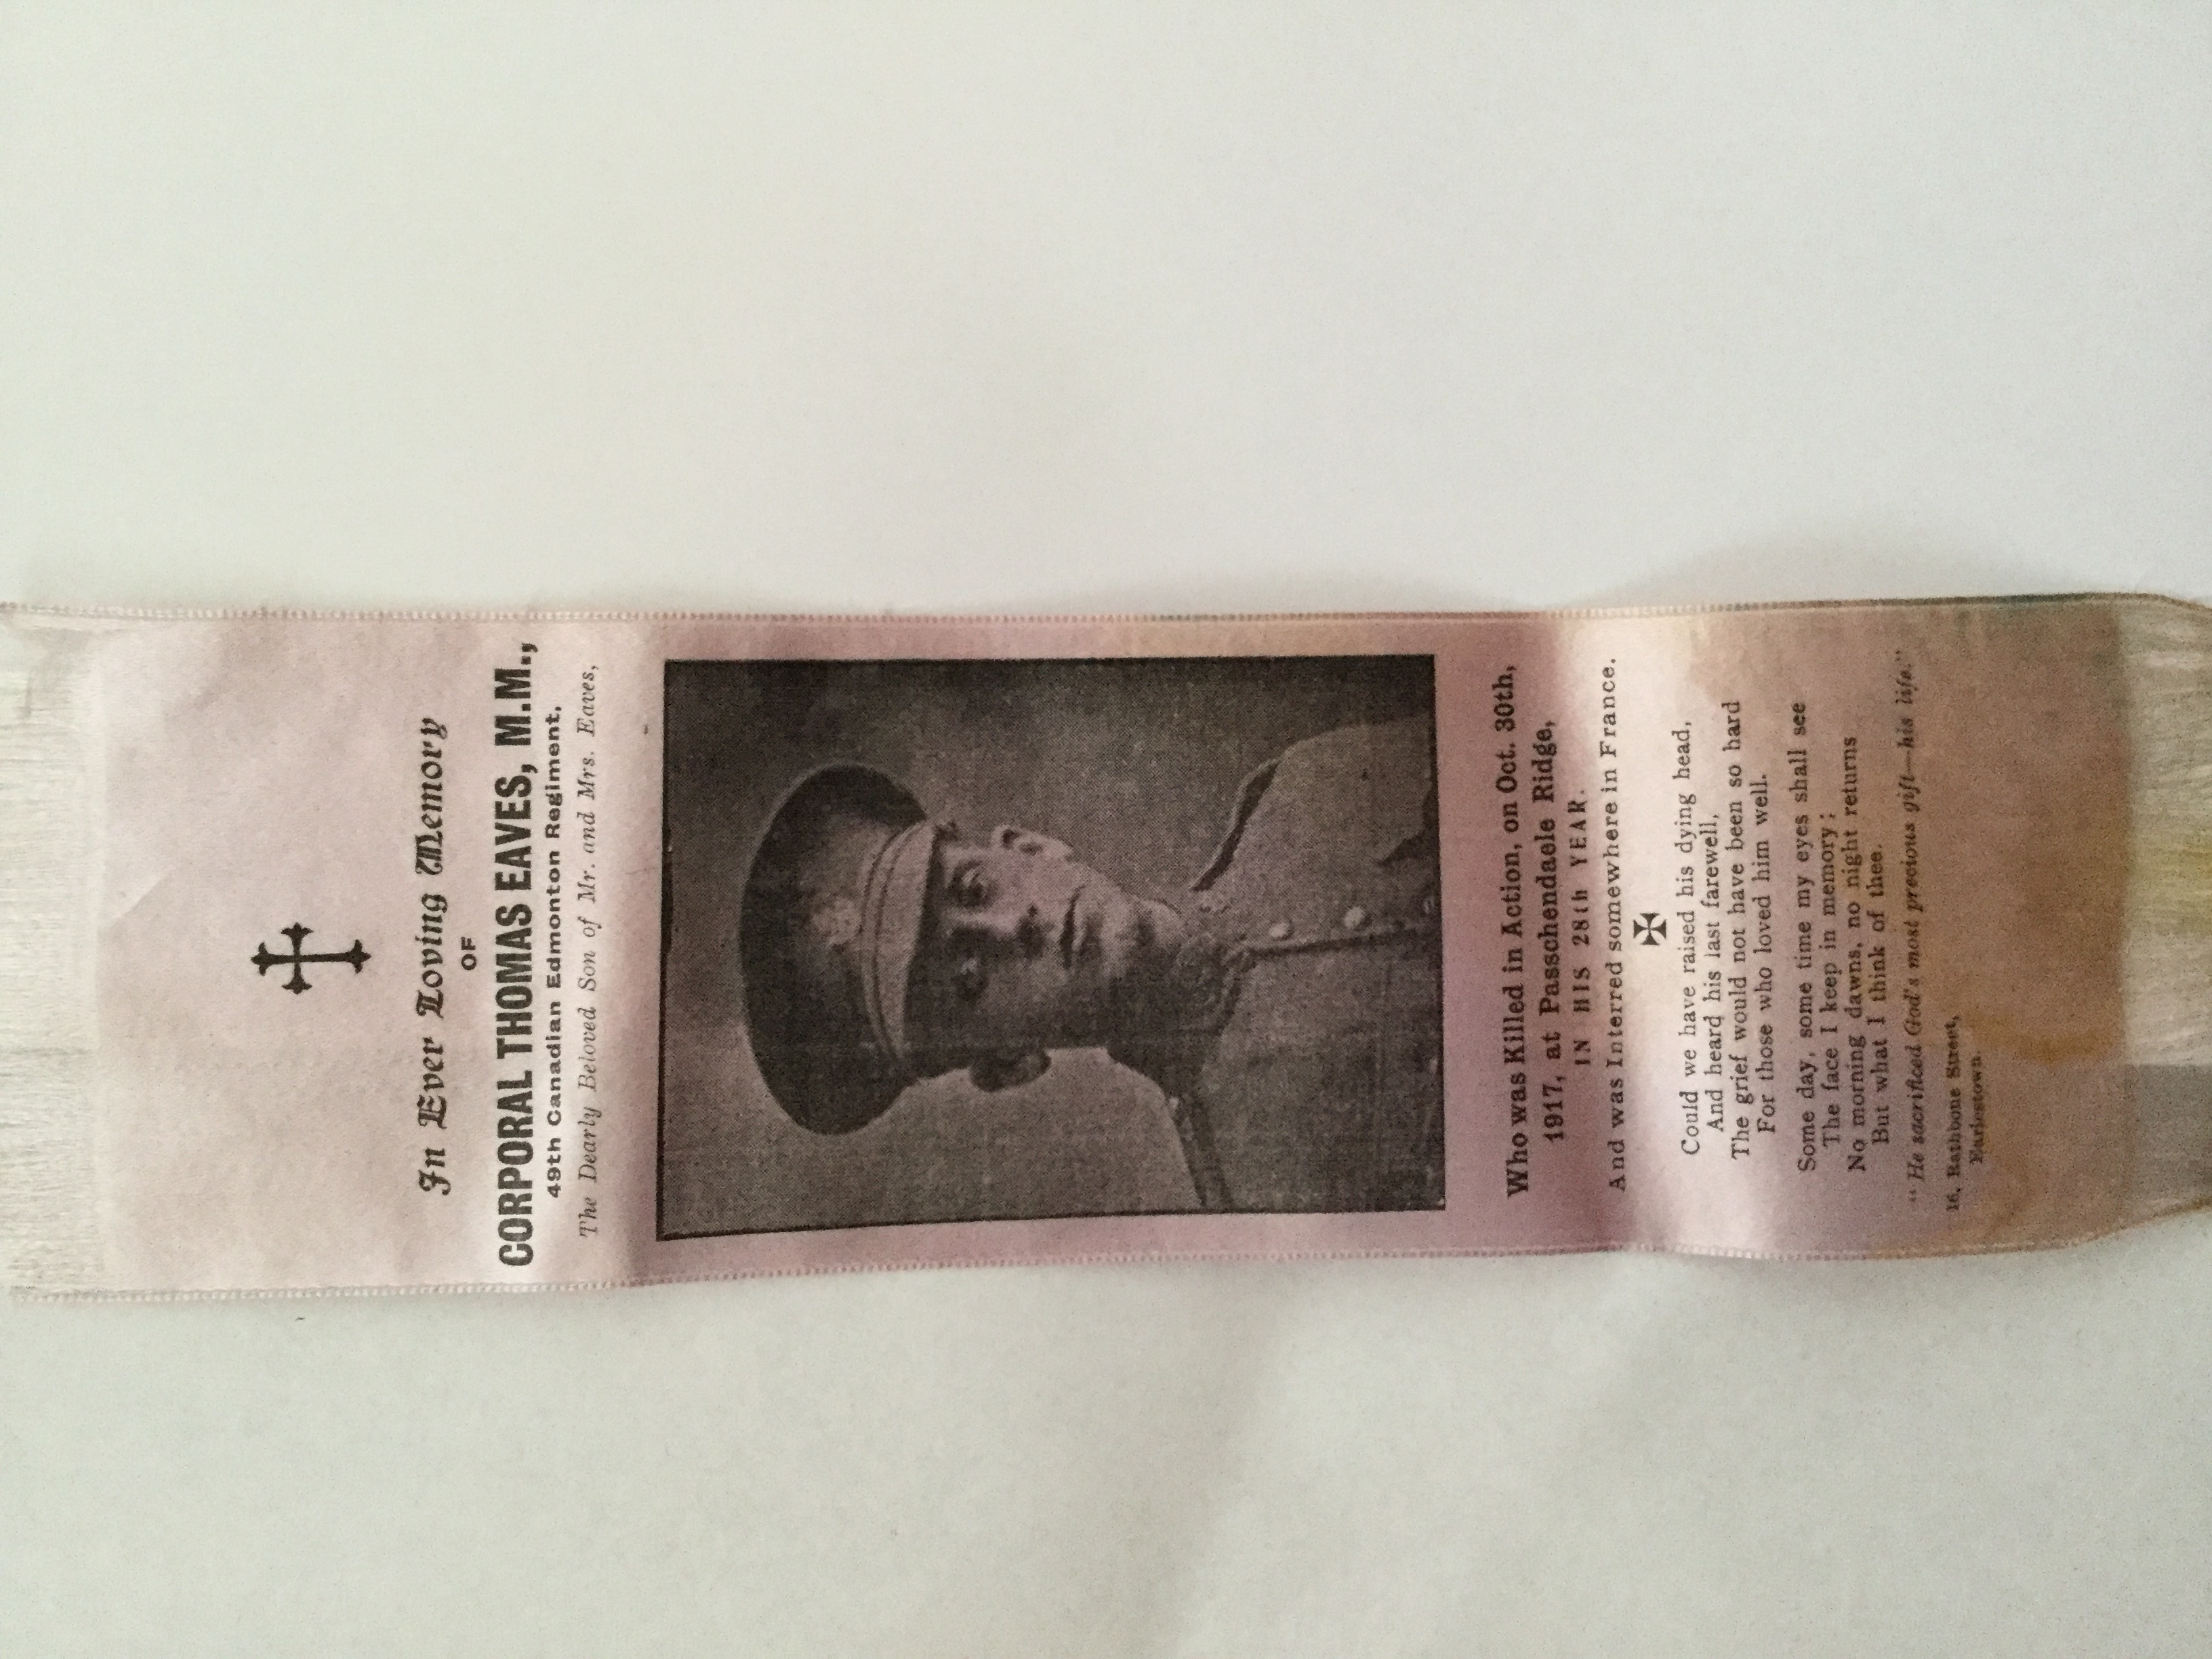 In Ever Loving Memory
OF
CORPORAL THOMAS EAVES, M.M.,
49th Canadian Edmonton Regiment,
The Dearly Beloved Son of Mr. and Mrs. Eaves,
Who was Killed in Action, on Oct. 30th,
1917, at Passchendaele Ridge,
IN HIS 28th YEAR.
And was Interred somewhere in France.
Could we have raised his dying head,
And heard his last farewell,
The grief would not have been so hard
For those who loved him well.
Some day, some time my eyes shall see
The face I keep in memory;
No morning dawns, no night returns
But what I think of thee.
"He sacrificed God's most precious gift—his life."
16, Rathbone Street,
Earlestown.